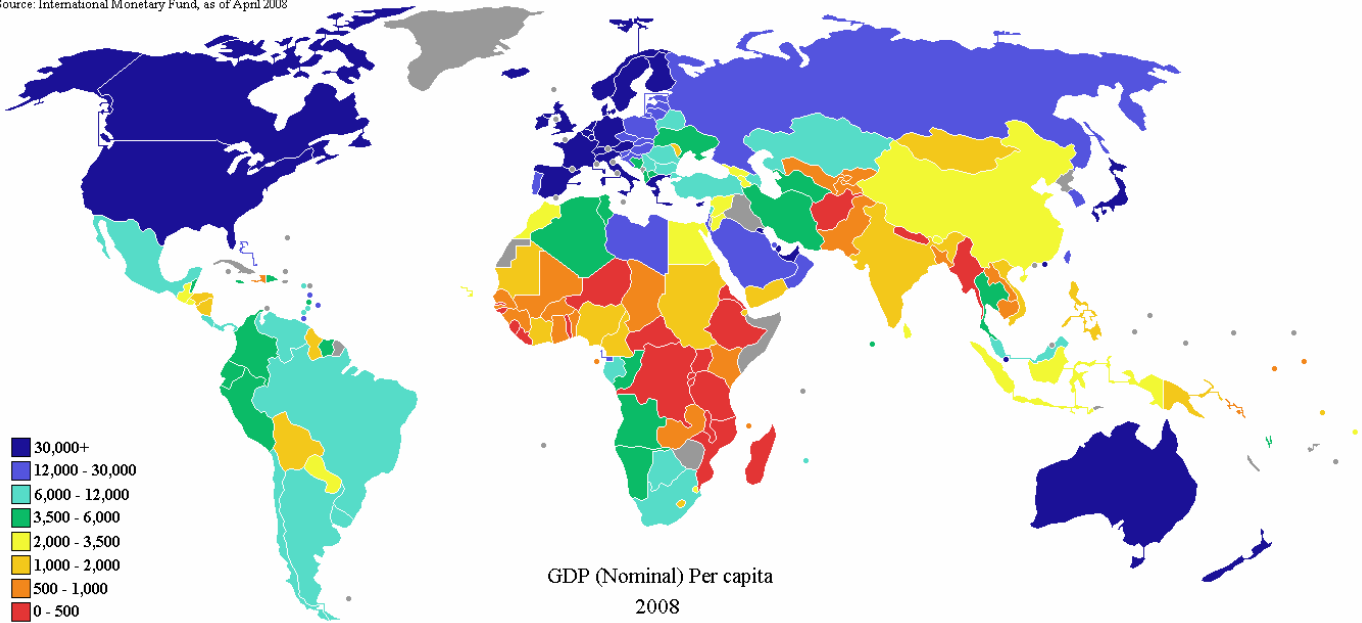 Source: International Monetary Fund, as of April 2008
30,000+
12,000 - 30,000
6,000 - 12,000
3,500 - 6,000
2,000 - 3,500
1,000 - 2,000
500 - 1,000
0 - 500
GDP (Nominal) Per capita
2008